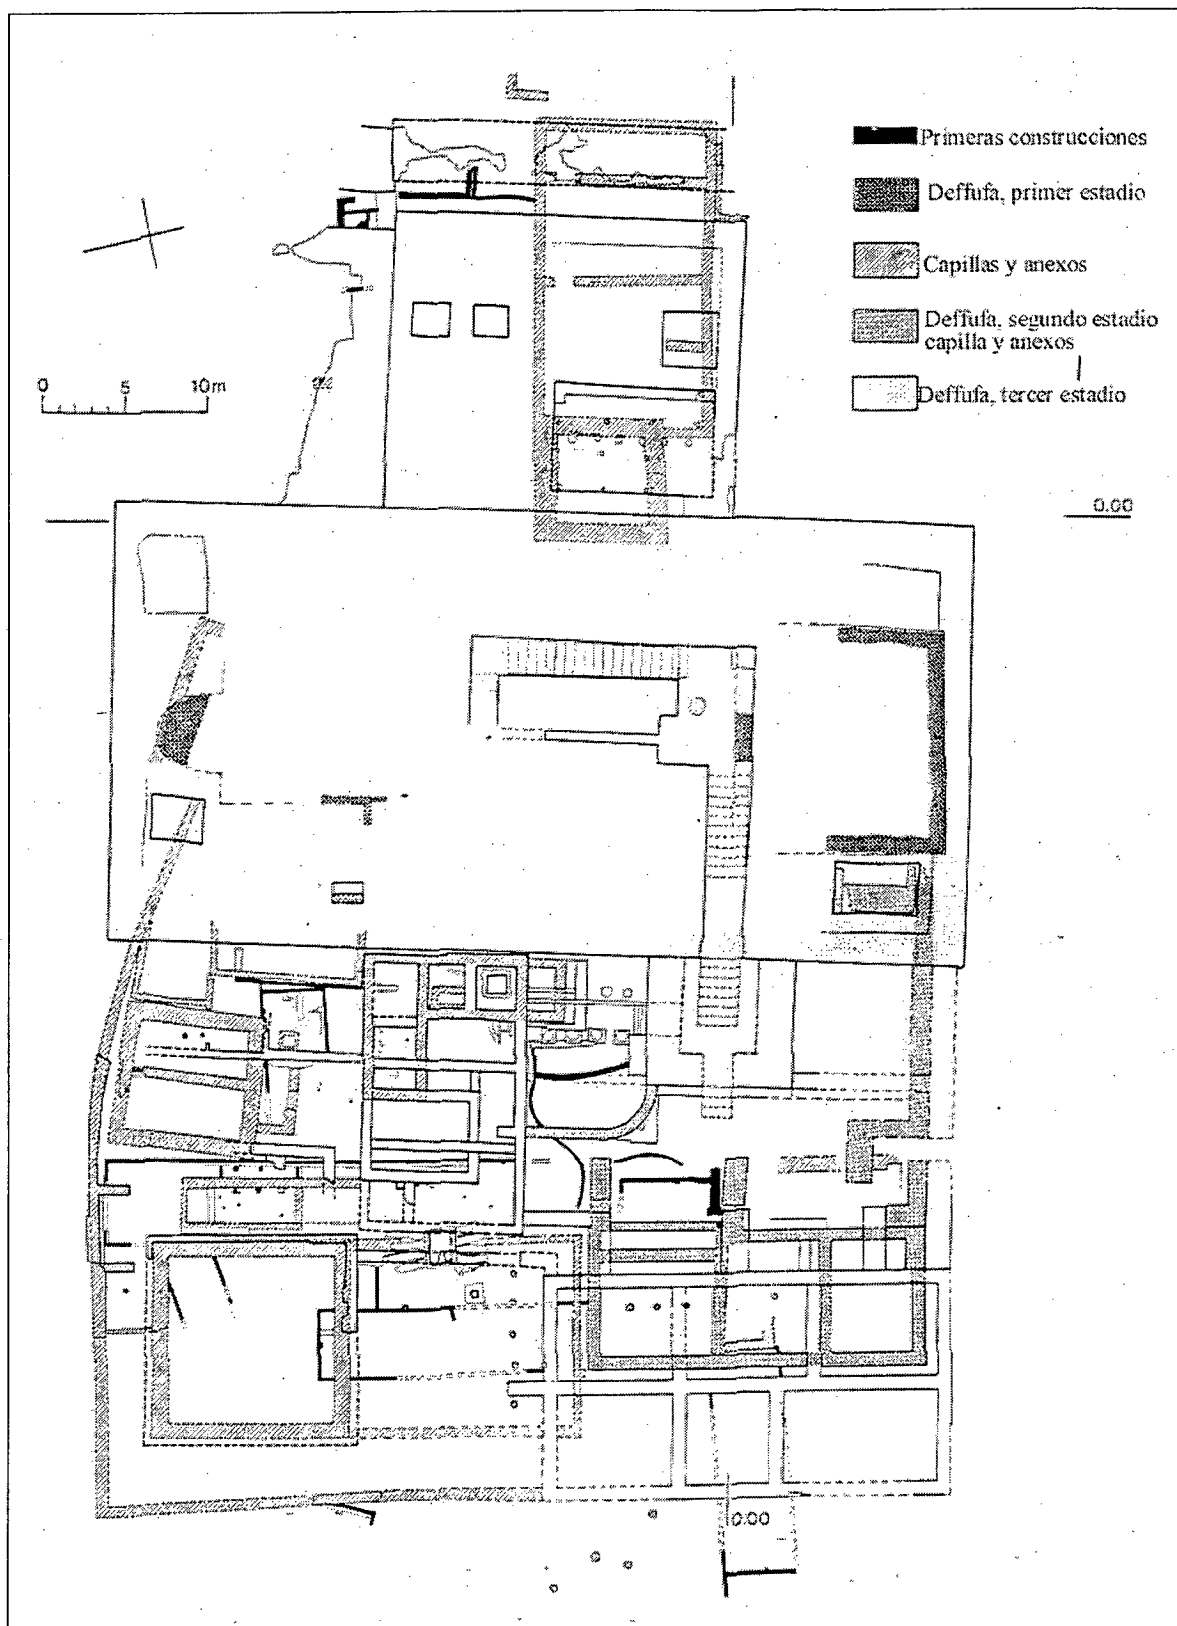 Primeras construcciones
Deffufa, primer estadio
Capillas y anexos
Deffufa, segundo estadio
capilla y anexos
Deffufa, tercer estadio
0 5 10m
0.00
0.00